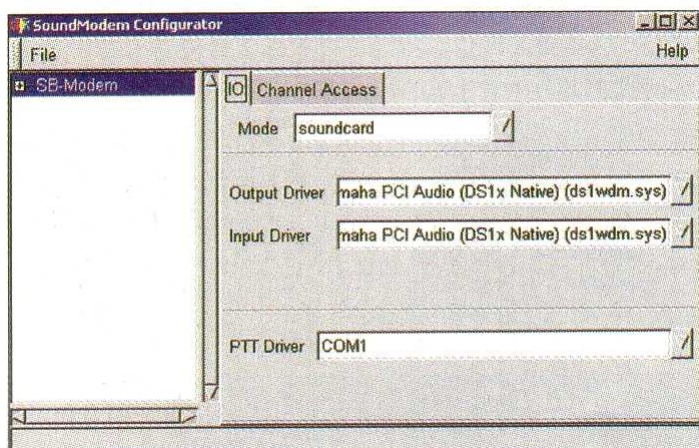 SoundModem Configurator
File Help
SB-Modem
IO Channel Access
Mode soundcard
Output Driver maha PCI Audio (DS1x Native) (ds1wdm.sys)
Input Driver maha PCI Audio (DS1x Native) (ds1wdm.sys)
PTT Driver COM1